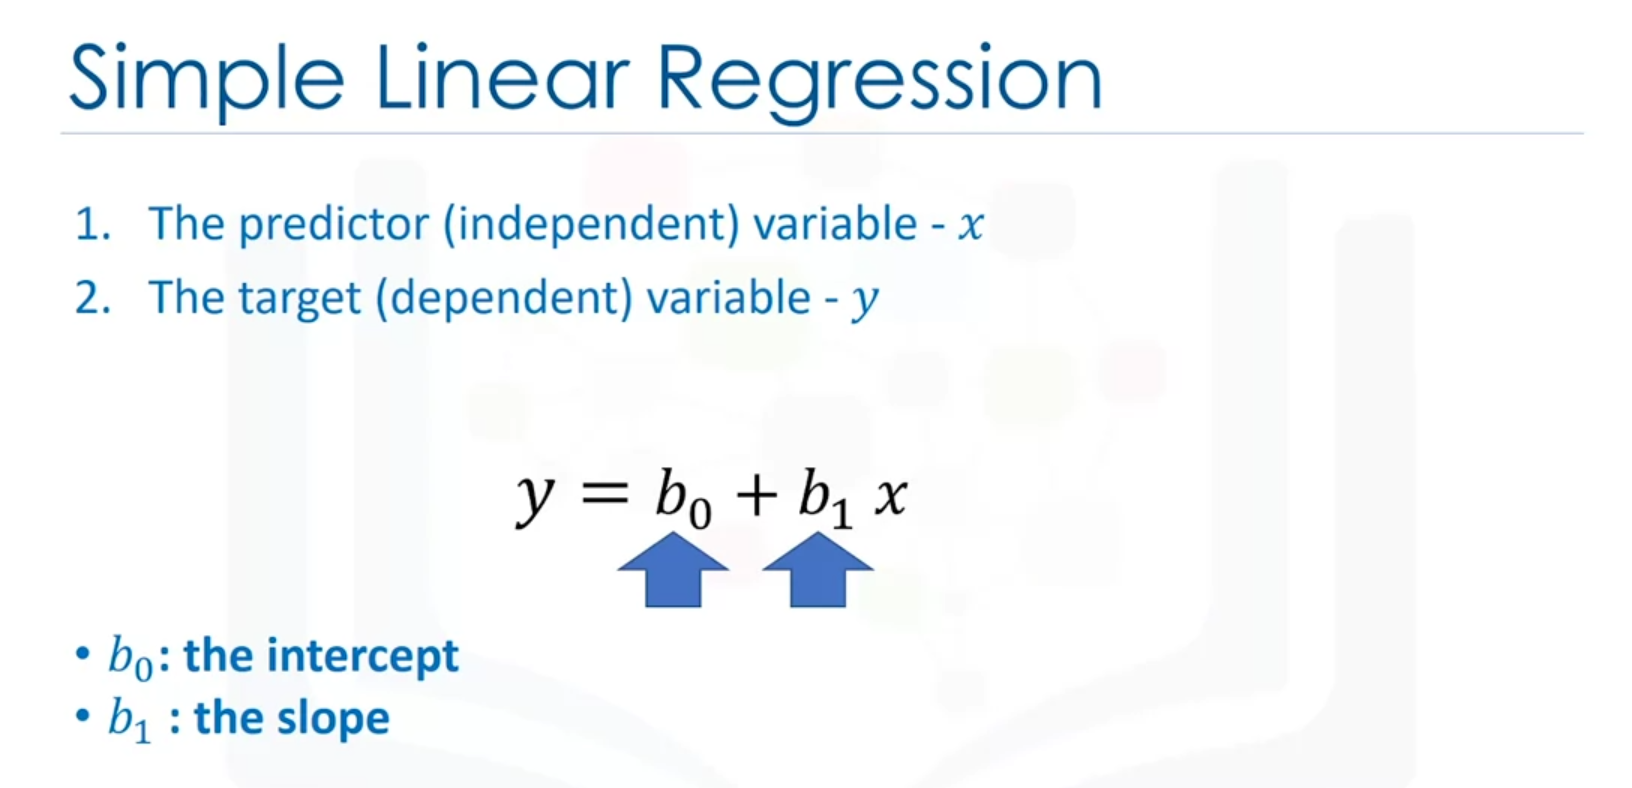 Simple Linear Regression
1. The predictor (independent) variable - x
2. The target (dependent) variable - y
y = b₀ + b₁ x
• b₀: the intercept
• b₁ : the slope